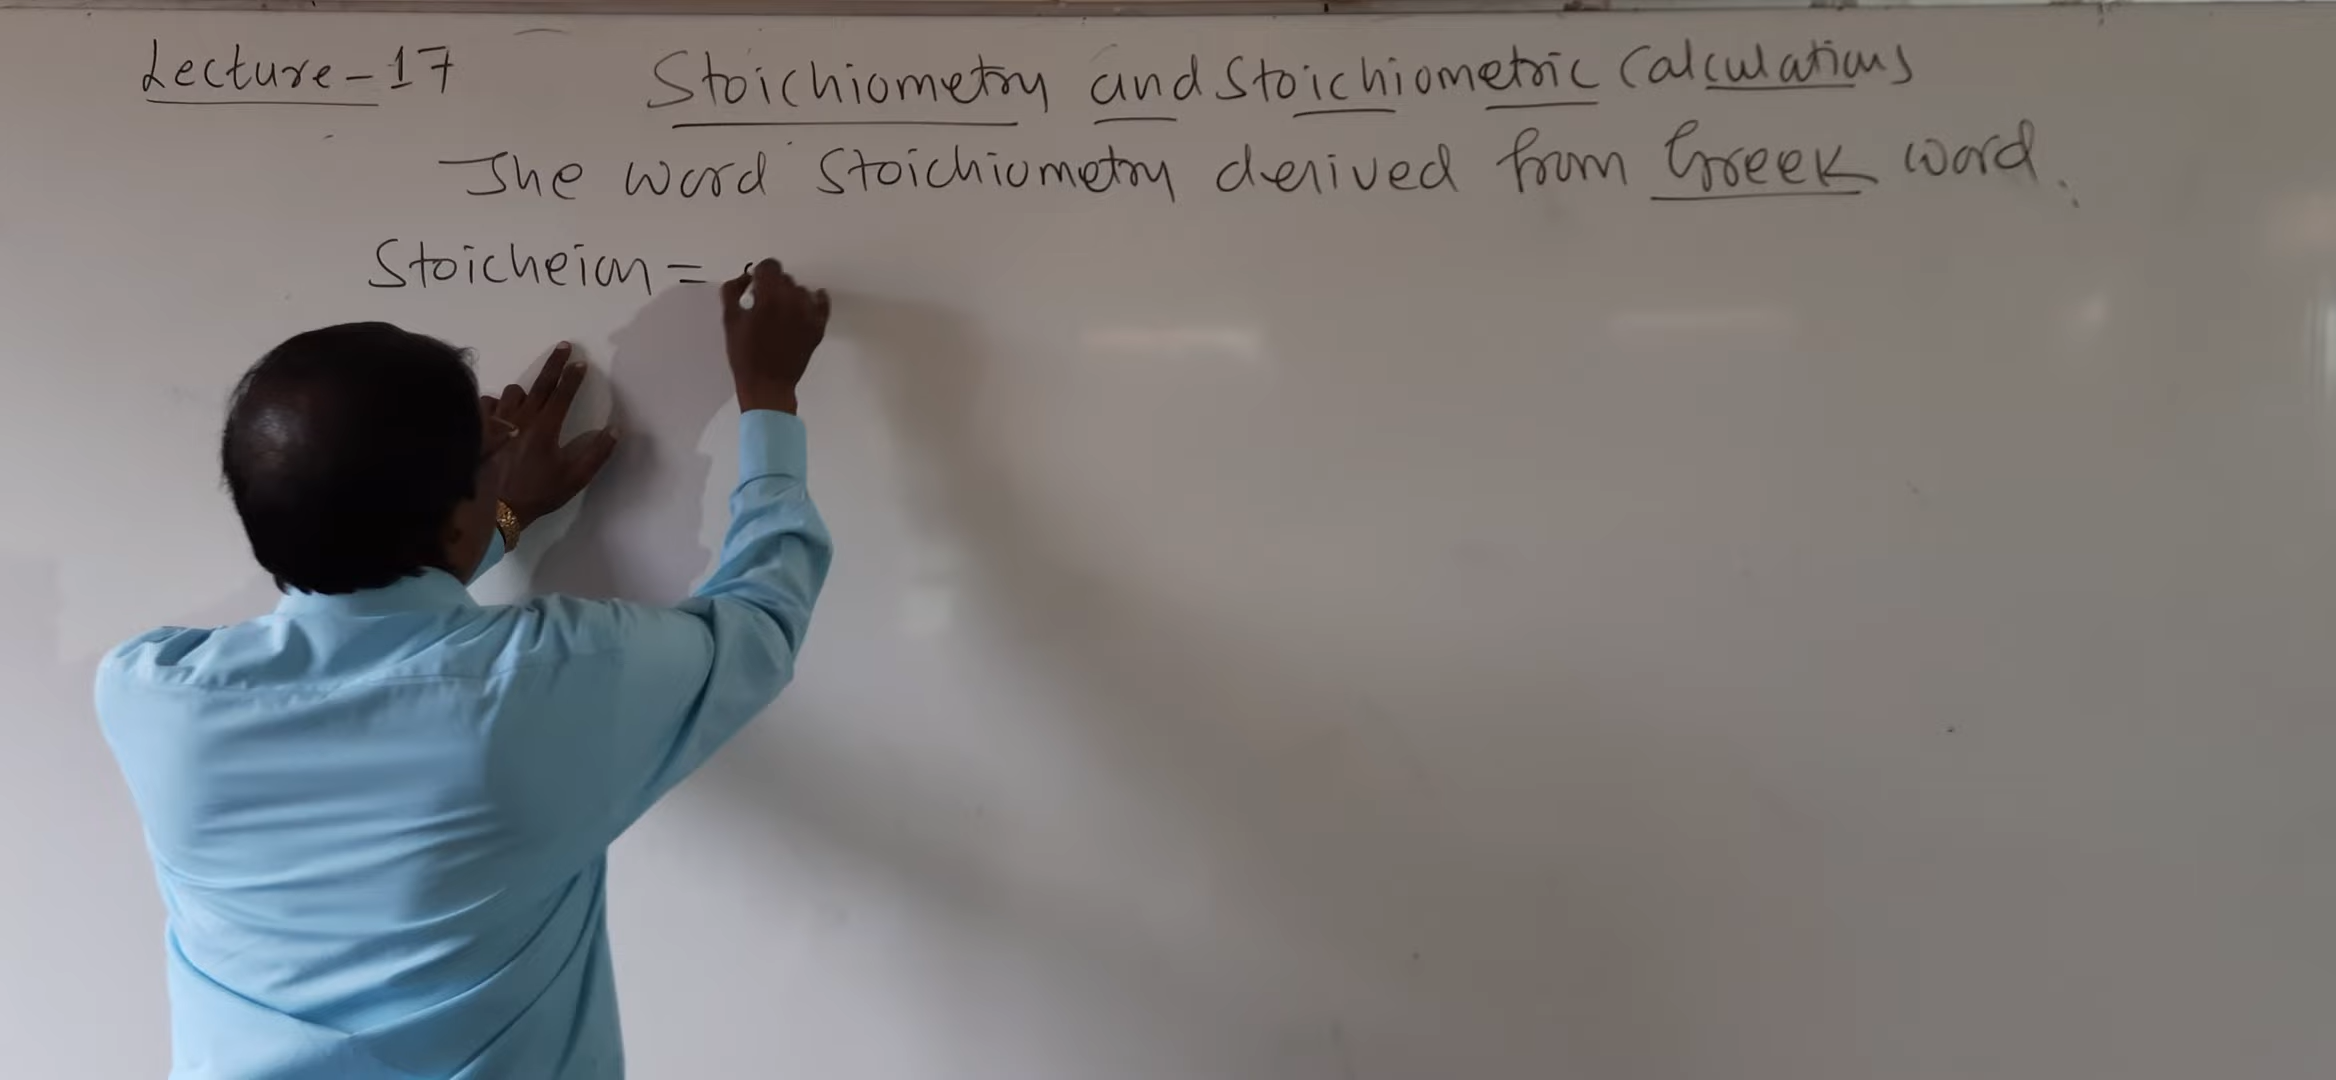 Lecture-17 Stoichiometry and Stoichiometric Calculations
The word Stoichiometry derived from Greek word.
Stoicheion =